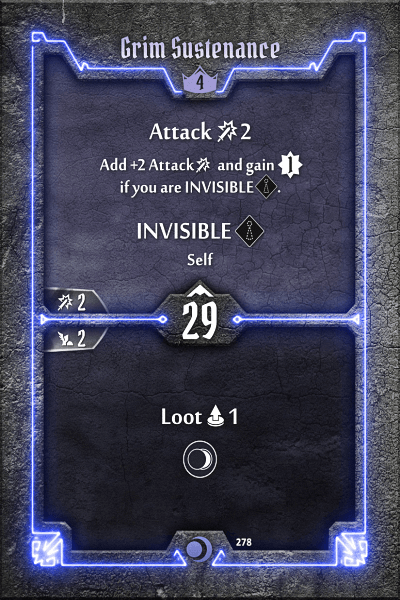 Grim Sustenance
4
Attack 2
Add +2 Attack and gain 1
if you are INVISIBLE .
INVISIBLE
Self
2
29
2
Loot 1
278